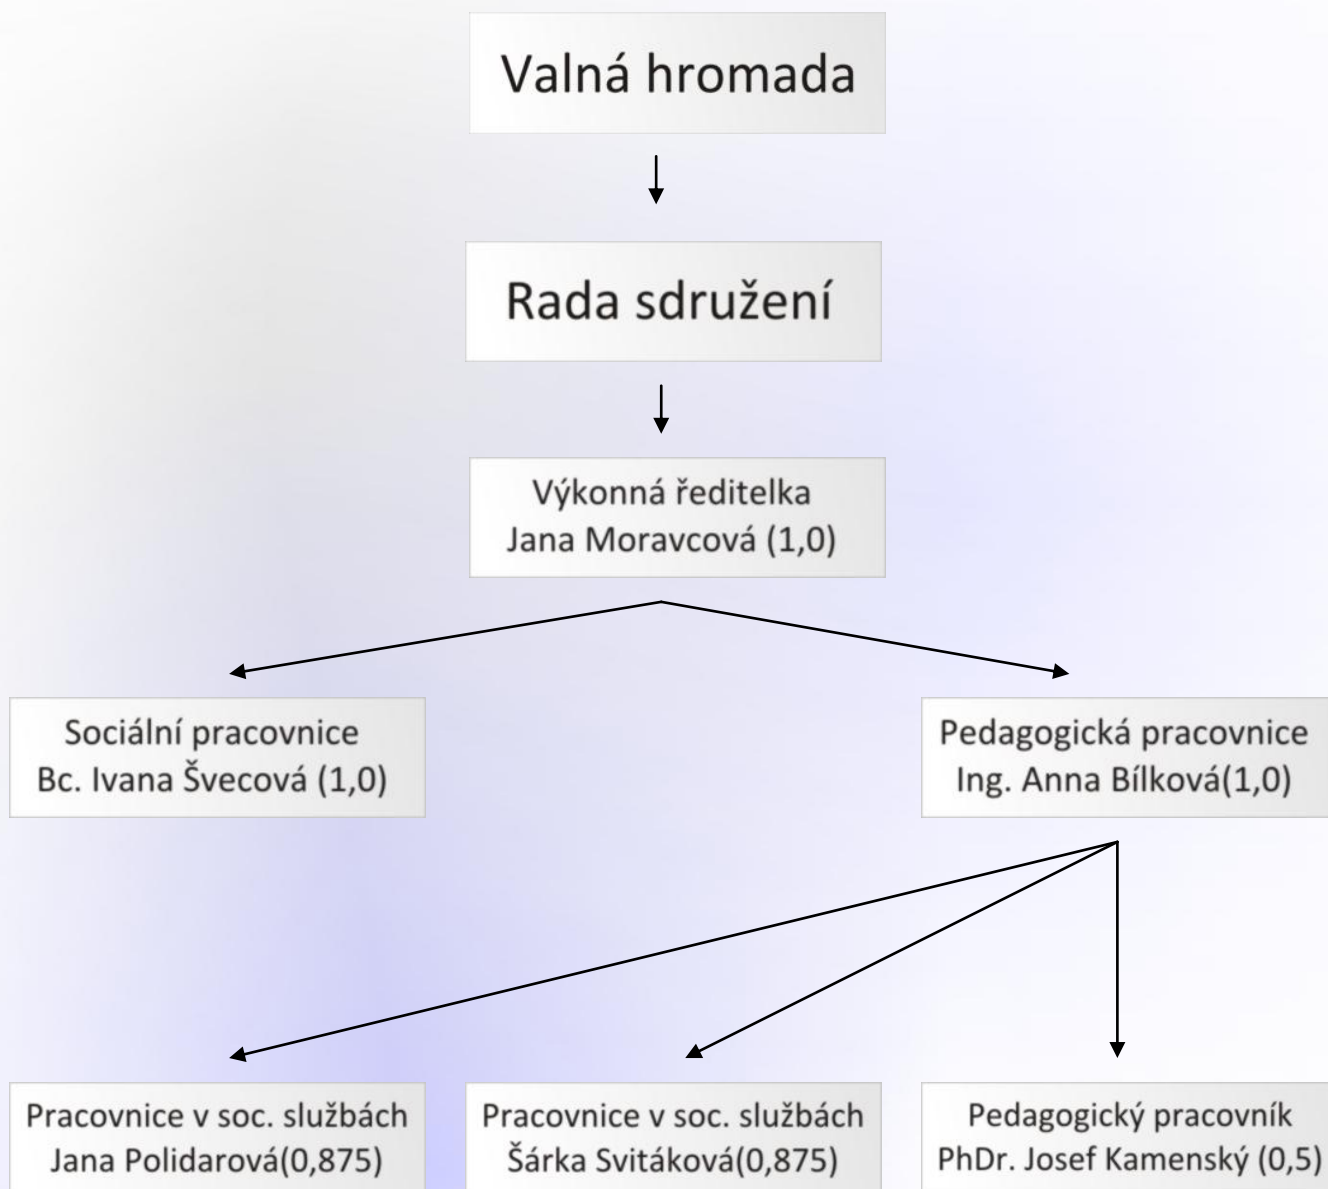 Valná hromada
Rada sdružení
Výkonná ředitelka
Jana Moravcová (1,0)
Sociální pracovnice
Bc. Ivana Švecová (1,0)
Pedagogická pracovnice
Ing. Anna Bílková(1,0)
Pracovnice v soc. službách
Jana Polidarová(0,875)
Pracovnice v soc. službách
Šárka Svitáková(0,875)
Pedagogický pracovník
PhDr. Josef Kamenský (0,5)